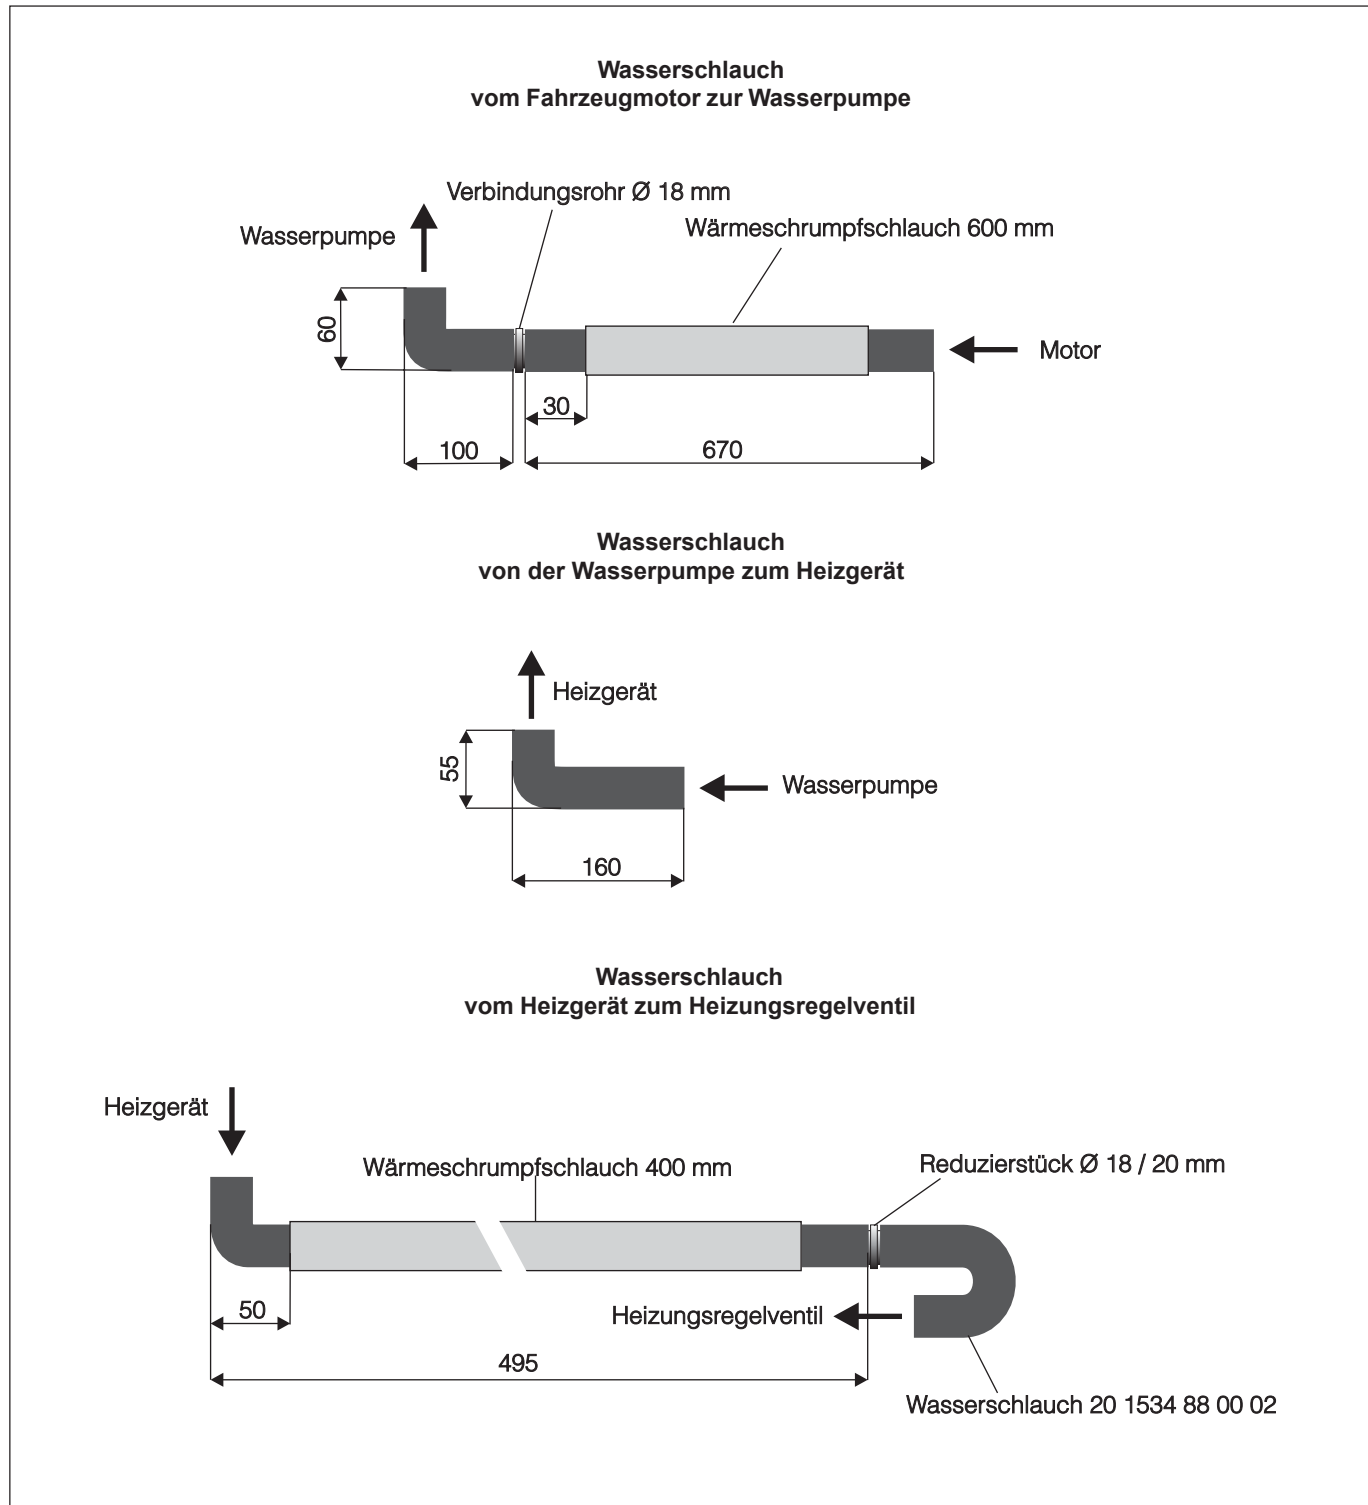 Wasserschlauch
vom Fahrzeugmotor zur Wasserpumpe
Verbindungsrohr Ø 18 mm
Wasserpumpe
Wärmeschrumpfschlauch 600 mm
60
Motor
30
100
670
Wasserschlauch
von der Wasserpumpe zum Heizgerät
Heizgerät
55
Wasserpumpe
160
Wasserschlauch
vom Heizgerät zum Heizungsregelventil
Heizgerät
Wärmeschrumpfschlauch 400 mm
Reduzierstück Ø 18 / 20 mm
50
Heizungsregelventil
495
Wasserschlauch 20 1534 88 00 02